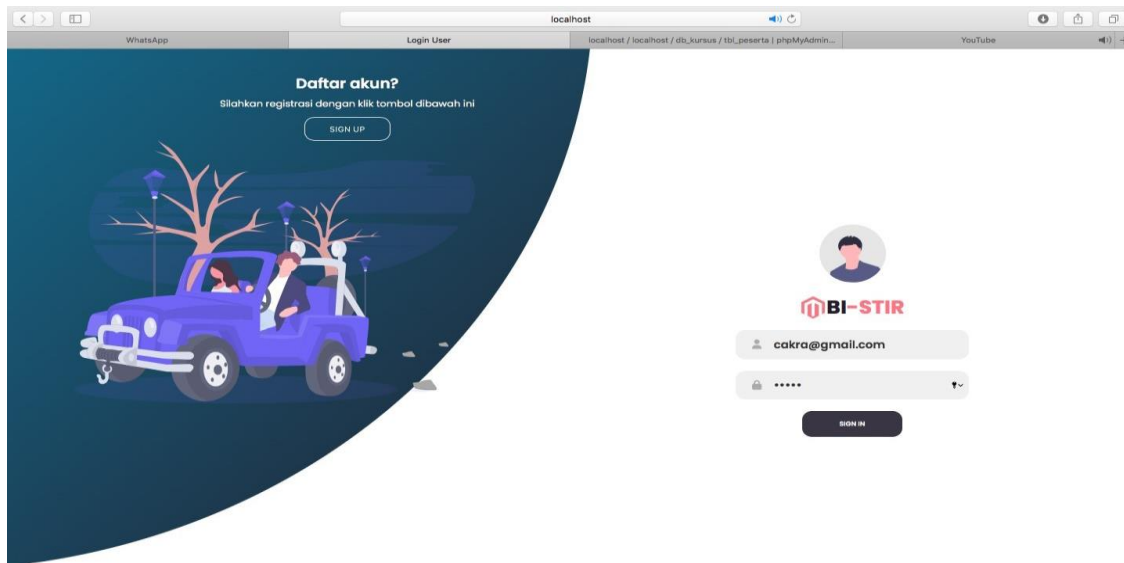 localhost
WhatsApp
Login User
localhost / localhost / db_kursus / tbl_peserta | phpMyAdmin...
YouTube
Daftar akun?
Silahkan registrasi dengan klik tombol dibawah ini
SIGN UP
BI-STIR
cakra@gmail.com
•••••
SIGN IN